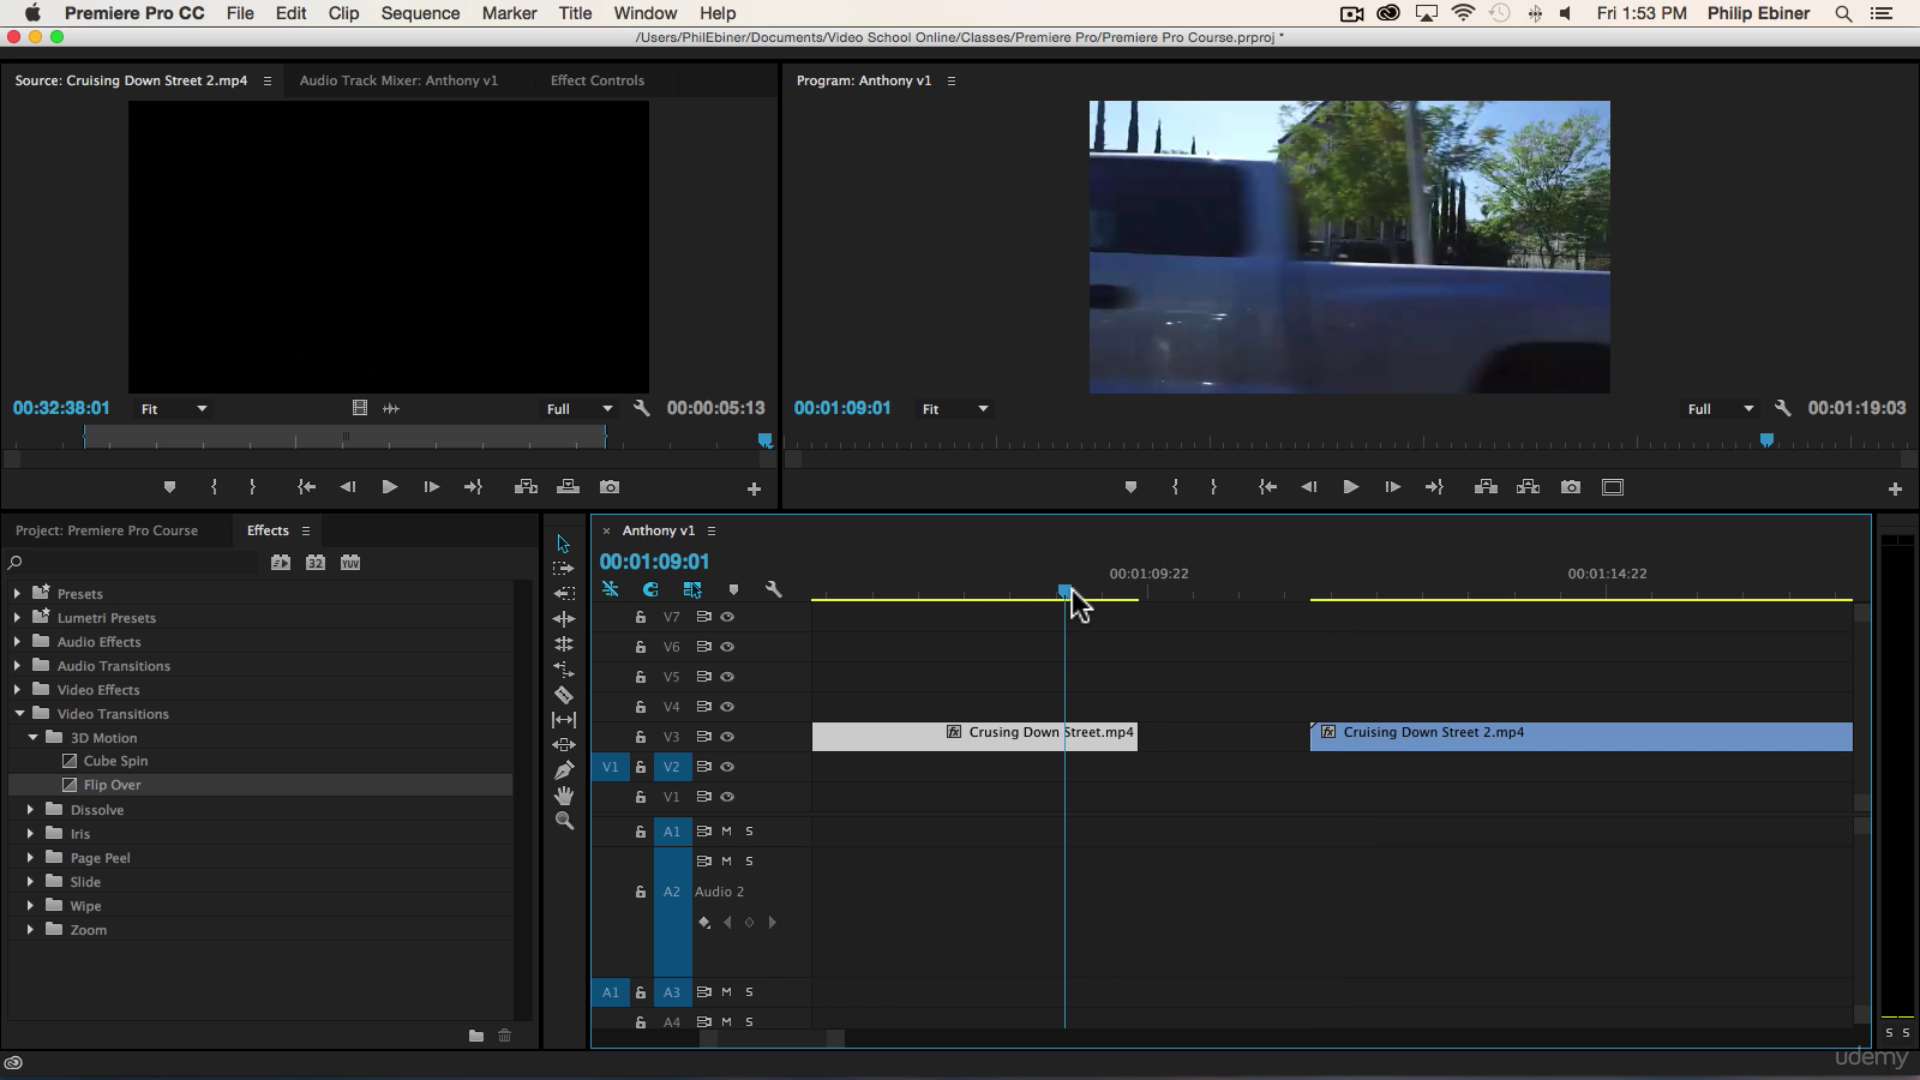 Premiere Pro CC File Edit Clip Sequence Marker Title Window Help Fri 1:53 PM Philip Ebiner
/Users/PhilEbiner/Documents/Video School Online/Classes/Premiere Pro/Premiere Pro Course.prproj *
Source: Cruising Down Street 2.mp4 Audio Track Mixer: Anthony v1 Effect Controls
Program: Anthony v1
00:32:38:01 Fit Full 00:00:05:13
00:01:09:01 Fit Full 00:01:19:03
Project: Premiere Pro Course Effects
32 YUV
Presets
Lumetri Presets
Audio Effects
Audio Transitions
Video Effects
Video Transitions
3D Motion
Cube Spin
Flip Over
Dissolve
Iris
Page Peel
Slide
Wipe
Zoom
× Anthony v1
00:01:09:01
00:01:09:22 00:01:14:22
V7
V6
V5
V4
V3 fx Crusing Down Street.mp4 fx Cruising Down Street 2.mp4
V1 V2
V1
A1 M S
M S
A2 Audio 2
A1 A3 M S
A4 M S
S S
udemy